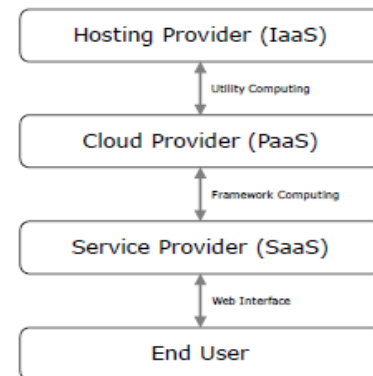 Hosting Provider (IaaS)
Utility Computing
Cloud Provider (PaaS)
Framework Computing
Service Provider (SaaS)
Web Interface
End User